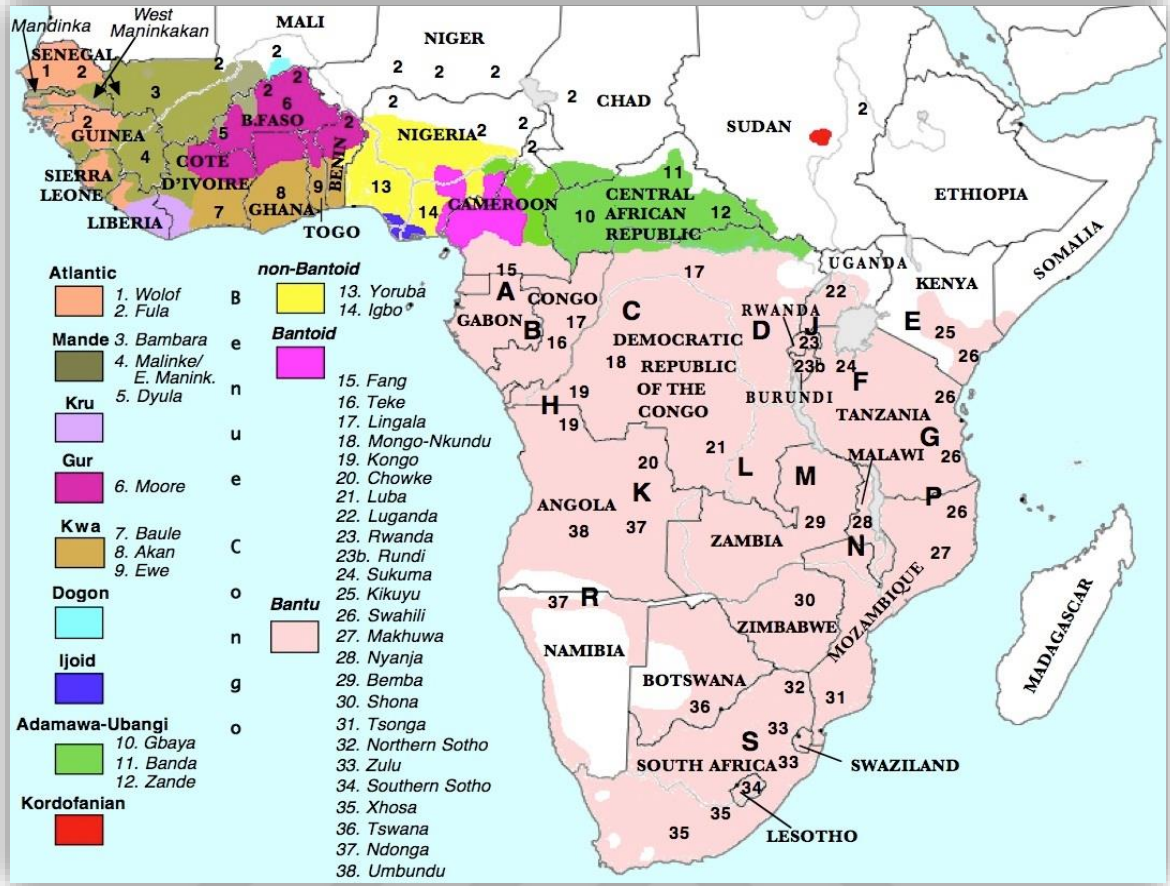 Mandinka
West
Maninkakan
MALI
NIGER
CHAD
SUDAN
SENEGAL
1
2
2
3
2
2
2
2
2
2
2
2
2
2
2
2
2
2
GUINEA
4
5
6
B.FASO
NIGERIA
BENIN
COTE
D'IVOIRE
SIERRA
LEONE
LIBERIA
7
8
GHANA
9
TOGO
13
14
CAMEROON
10
11
12
CENTRAL
AFRICAN
REPUBLIC
ETHIOPIA
SOMALIA
UGANDA
KENYA
15
A
CONGO
GABON
B
17
16
C
17
DEMOCRATIC
REPUBLIC
OF THE
CONGO
18
D
RWANDA
J
22
23
23b
24
BURUNDI
E
25
26
F
26
TANZANIA
G
26
H
19
19
20
21
L
M
MALAWI
P
26
ANGOLA
K
38
37
ZAMBIA
29
28
N
27
MOZAMBIQUE
37
R
30
ZIMBABWE
NAMIBIA
BOTSWANA
36
32
31
33
S
SOUTH AFRICA
33
SWAZILAND
34
35
35
LESOTHO
MADAGASCAR
Atlantic
1. Wolof
2. Fula
Mande
3. Bambara
4. Malinke/
E. Manink.
5. Dyula
Kru
Gur
6. Moore
Kwa
7. Baule
8. Akan
9. Ewe
Dogon
Ijoid
Adamawa-Ubangi
10. Gbaya
11. Banda
12. Zande
Kordofanian
B
e
n
u
e
C
o
n
g
o
non-Bantoid
13. Yoruba
14. Igbo
Bantoid
Bantu
15. Fang
16. Teke
17. Lingala
18. Mongo-Nkundu
19. Kongo
20. Chowke
21. Luba
22. Luganda
23. Rwanda
23b. Rundi
24. Sukuma
25. Kikuyu
26. Swahili
27. Makhuwa
28. Nyanja
29. Bemba
30. Shona
31. Tsonga
32. Northern Sotho
33. Zulu
34. Southern Sotho
35. Xhosa
36. Tswana
37. Ndonga
38. Umbundu